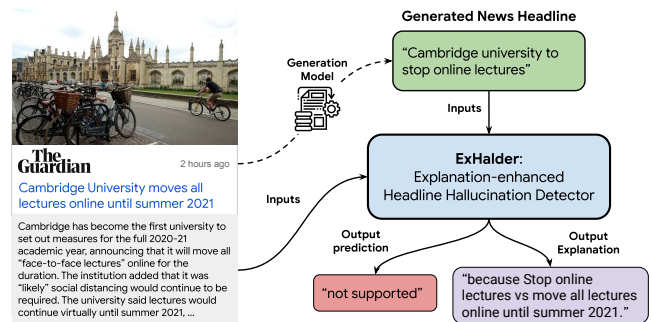 Generated News Headline
"Cambridge university to
stop online lectures"
Generation
Model
Inputs
The
Guardian
2 hours ago
Cambridge University moves all
lectures online until summer 2021
Cambridge has become the first university to
set out measures for the full 2020-21
academic year, announcing that it will move all
"face-to-face lectures" online for the
duration. The institution added that it was
"likely" social distancing would continue to be
required. The university said lectures would
continue virtually until summer 2021, ...
Inputs
ExHalder:
Explanation-enhanced
Headline Hallucination Detector
Output
prediction
Output
Explanation
"not supported"
"because Stop online
lectures vs move all lectures
online until summer 2021."